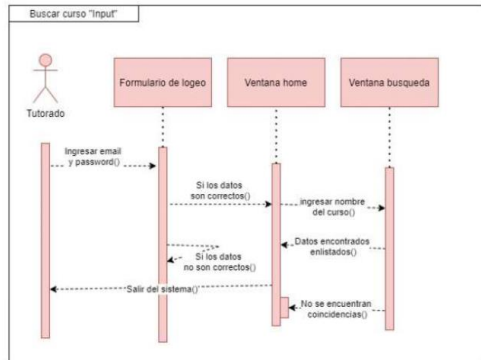 Buscar curso "Input"
Formulario de logeo
Ventana home
Ventana busqueda
Tutorado
Ingresar email
y password()
Si los datos
son correctos()
ingresar nombre
del curso()
Datos encontrados
enlistados()
Si los datos
no son correctos()
Salir del sistema()
No se encuentran
coincidencias()